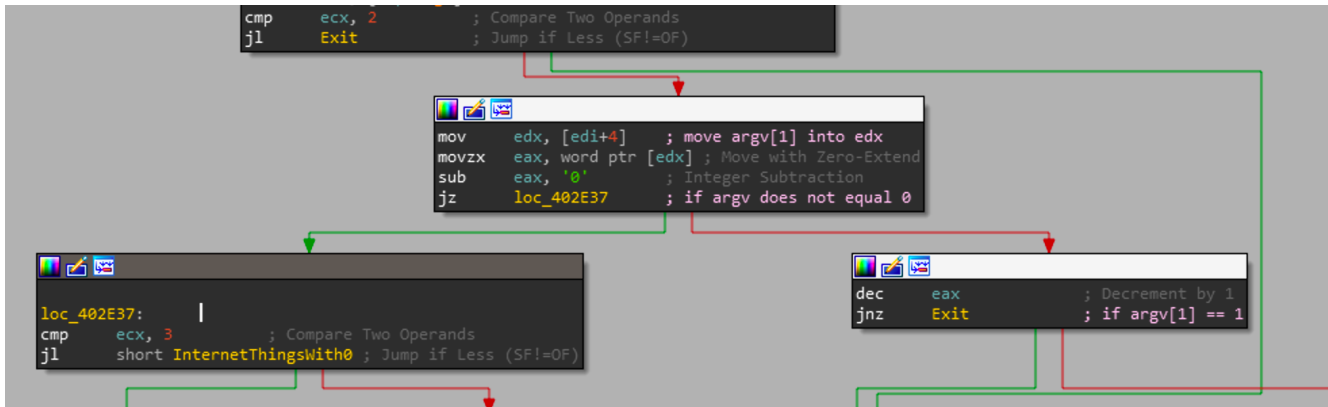 cmp ecx, 2 ; Compare Two Operands
jl Exit ; Jump if Less (SF!=OF)
mov edx, [edi+4] ; move argv[1] into edx
movzx eax, word ptr [edx] ; Move with Zero-Extend
sub eax, '0' ; Integer Subtraction
jz loc_402E37 ; if argv does not equal 0
loc_402E37:
cmp ecx, 3 ; Compare Two Operands
jl short InternetThingsWith0 ; Jump if Less (SF!=OF)
dec eax ; Decrement by 1
jnz Exit ; if argv[1] == 1